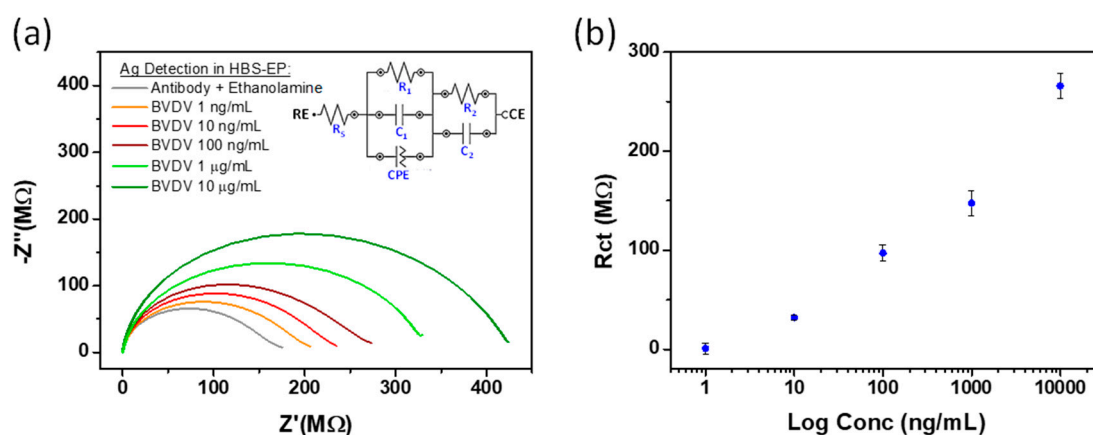 (a)
-Z"(MΩ)
400
300
200
100
0
Ag Detection in HBS-EP:
Antibody + Ethanolamine
BVDV 1 ng/mL
BVDV 10 ng/mL
BVDV 100 ng/mL
BVDV 1 μg/mL
BVDV 10 μg/mL
RE
Rs
R1
C1
CPE
R2
C2
CE
0 100 200 300 400
Z'(MΩ)
(b)
Rct (MΩ)
300
200
100
0
1 10 100 1000 10000
Log Conc (ng/mL)